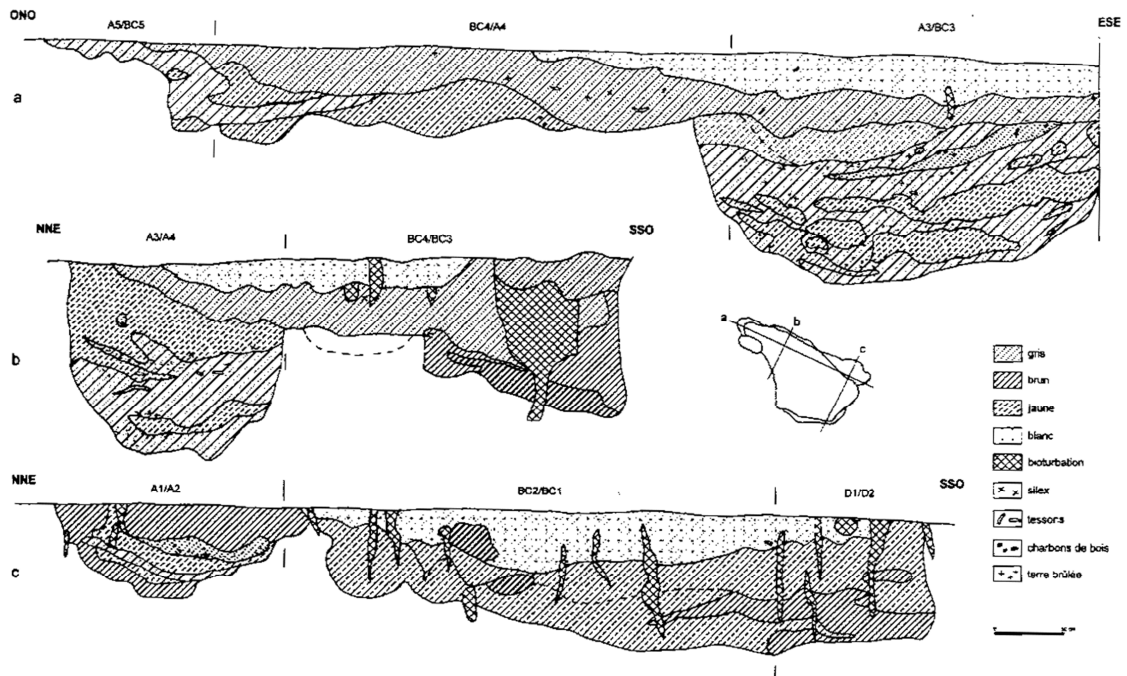 ONO A5/BC5 BC4/A4 A3/BC3 ESE
a
NNE A3/A4 BC4/BC3 SSO
b
a b c
gris
brun
jaune
blanc
bioturbation
silex
tessons
charbons de bois
terre brûlée
NNE A1/A2 BC2/BC1 D1/D2 SSO
c